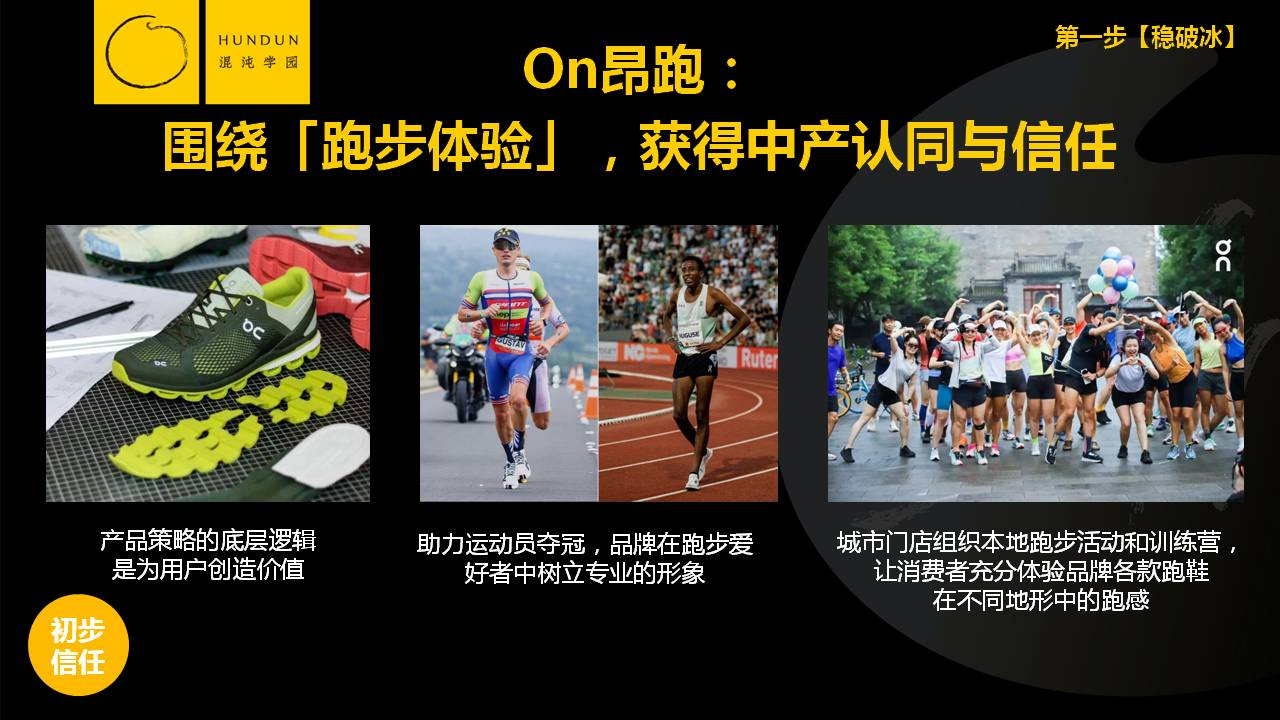 HUNDUN
混沌学园
第一步【稳破冰】
On昂跑：
围绕「跑步体验」，获得中产认同与信任
GUSTAV
NG
Ruter
on
产品策略的底层逻辑
是为用户创造价值
助力运动员夺冠，品牌在跑步爱
好者中树立专业的形象
城市门店组织本地跑步活动和训练营，
让消费者充分体验品牌各款跑鞋
在不同地形中的跑感
初步
信任